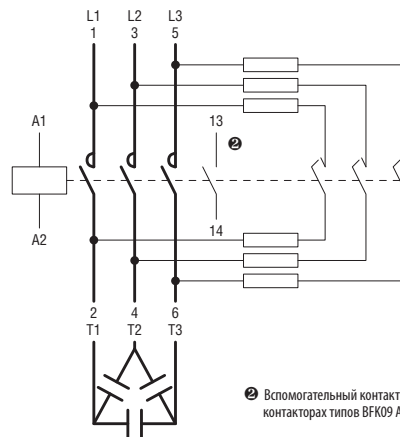 L1 L2 L3
1 3 5
A1
13
❷
A2
14
2 4 6
T1 T2 T3
❷ Вспомогательный контакт
контакторах типов BFK09 A